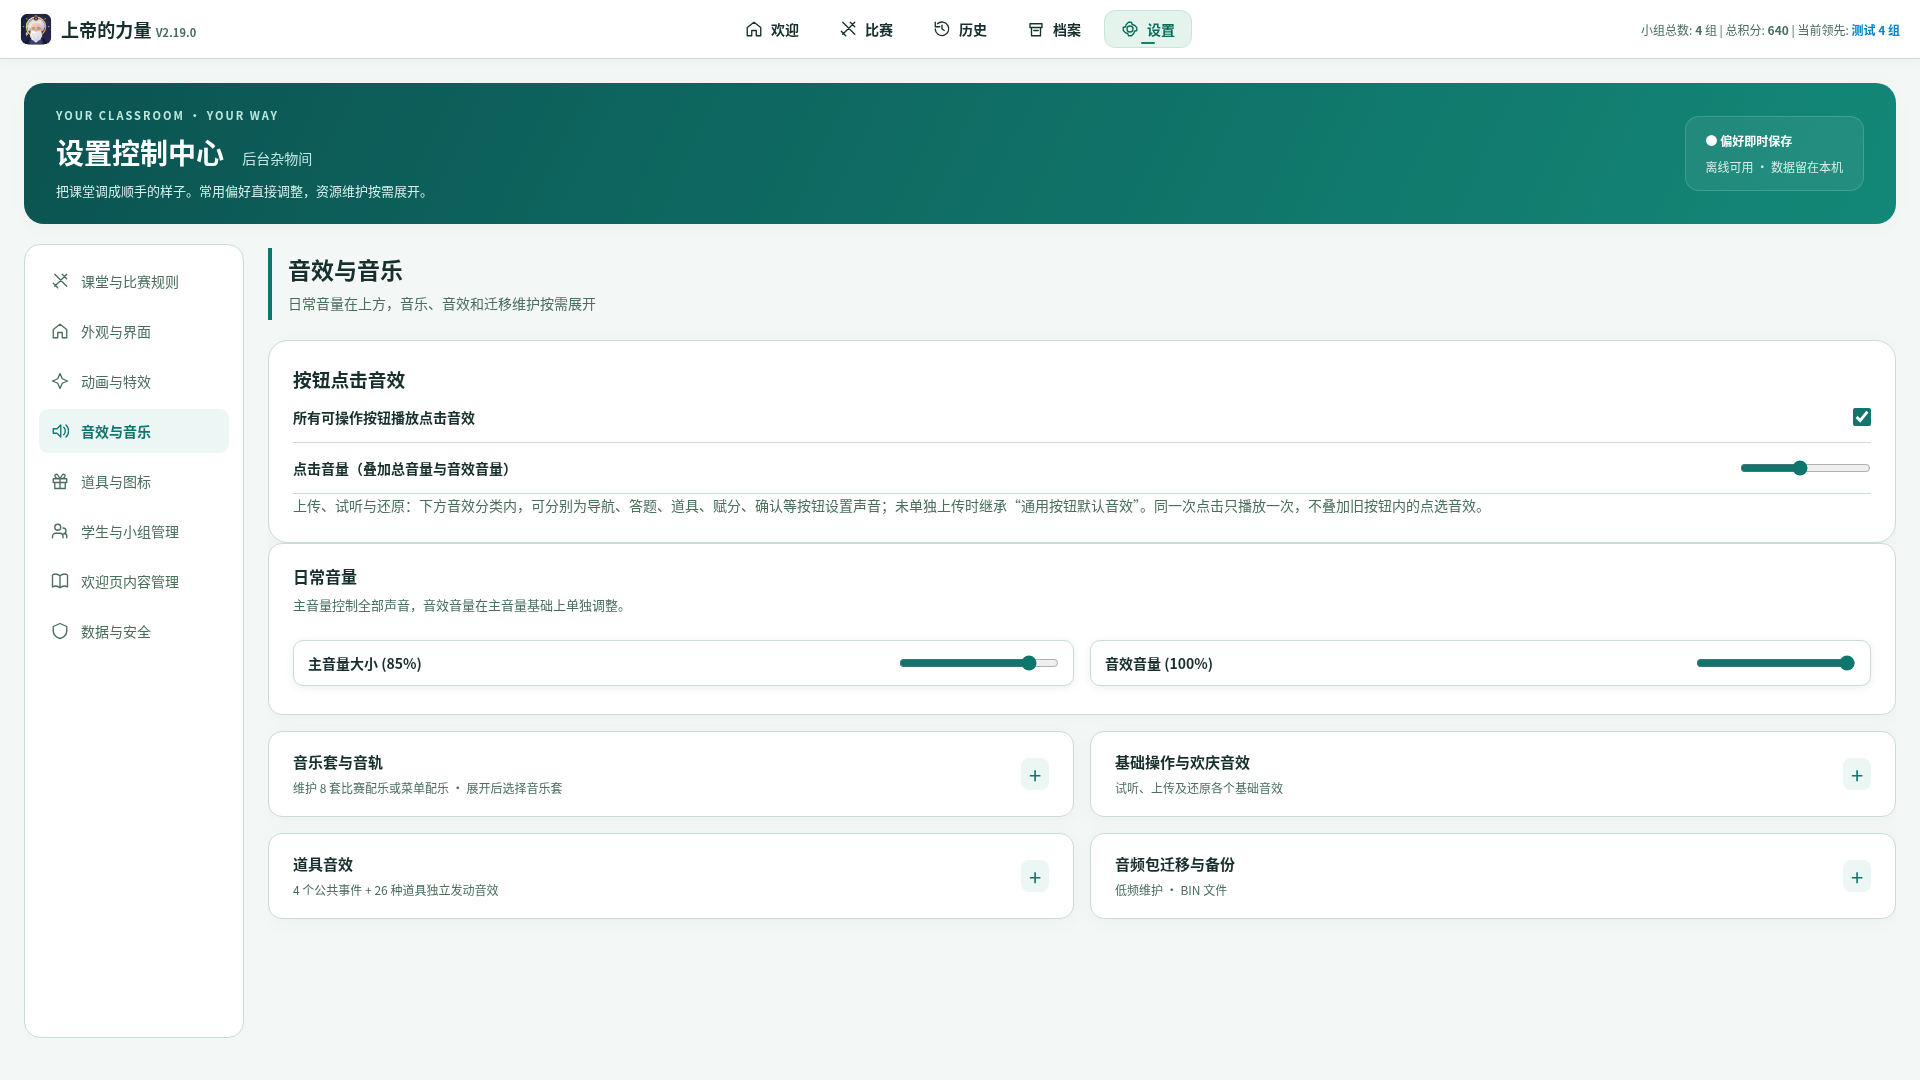 上帝的力量 V2.19.0
欢迎
比赛
历史
档案
设置
小组总数: 4 组 | 总积分: 640 | 当前领先: 测试 4 组
YOUR CLASSROOM · YOUR WAY
设置控制中心 后台杂物间
把课堂调成顺手的样子。常用偏好直接调整，资源维护按需展开。
偏好即时保存
离线可用 · 数据留在本机
课堂与比赛规则
外观与界面
动画与特效
音效与音乐
道具与图标
学生与小组管理
欢迎页内容管理
数据与安全
音效与音乐
日常音量在上方，音乐、音效和迁移维护按需展开
按钮点击音效
所有可操作按钮播放点击音效
点击音量（叠加总音量与音效音量）
上传、试听与还原：下方音效分类内，可分别为导航、答题、道具、赋分、确认等按钮设置声音；未单独上传时继承“通用按钮默认音效”。同一次点击只播放一次，不叠加旧按钮内的点选音效。
日常音量
主音量控制全部声音，音效音量在主音量基础上单独调整。
主音量大小 (85%)
音效音量 (100%)
音乐套与音轨
维护 8 套比赛配乐或菜单配乐 · 展开后选择音乐套
+
基础操作与欢庆音效
试听、上传及还原各个基础音效
+
道具音效
4 个公共事件 + 26 种道具独立发动音效
+
音频包迁移与备份
低频维护 · BIN 文件
+